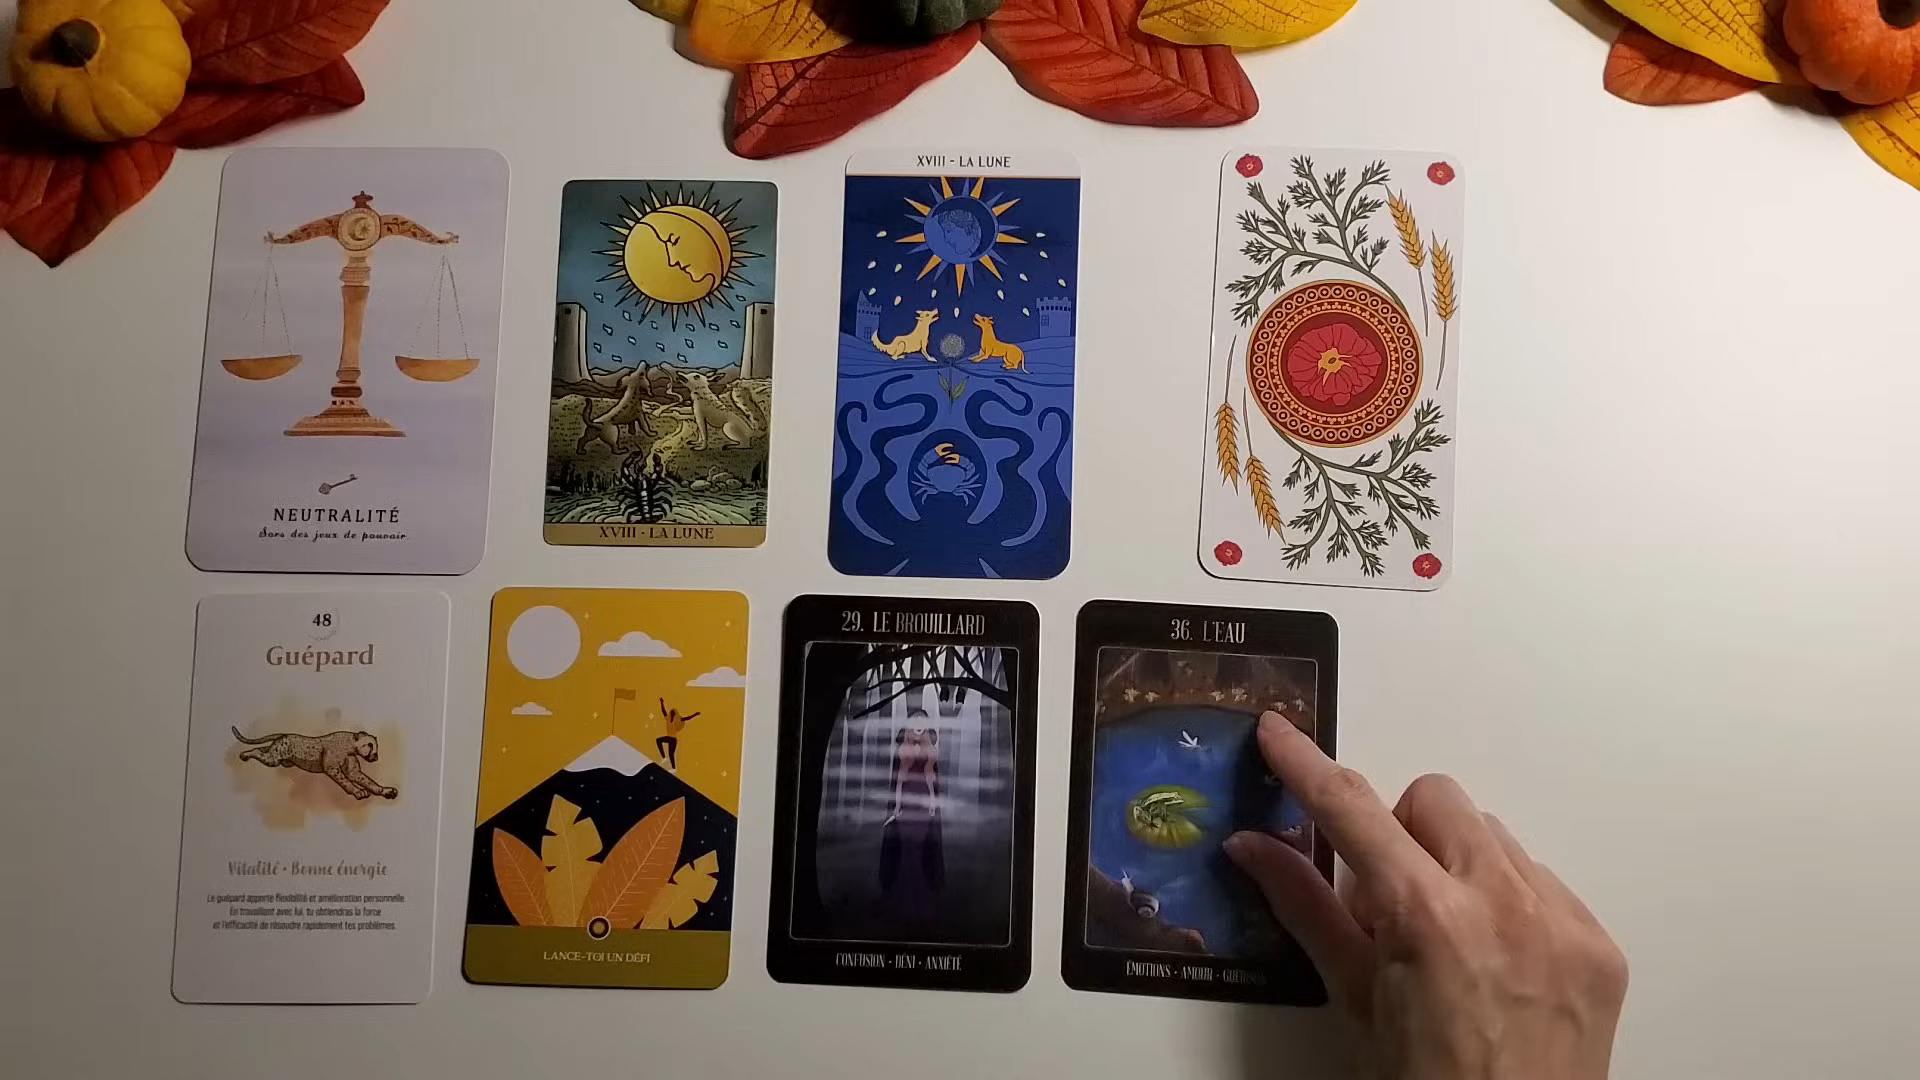 NEUTRALITÉ
Sors des jeux de pouvoir.
XVIII · LA LUNE
XVIII - LA LUNE
48
Guépard
Vitalité · Bonne énergie
Le guépard apporte flexibilité et amélioration personnelle.
En travaillant avec lui, tu obtiendras la force
et l'efficacité de résoudre rapidement tes problèmes.
LANCE-TOI UN DÉFI
29. LE BROUILLARD
CONFUSION · DÉNI · ANXIÉTÉ
36. L'EAU
ÉMOTIONS · AMOUR · GUÉRISON